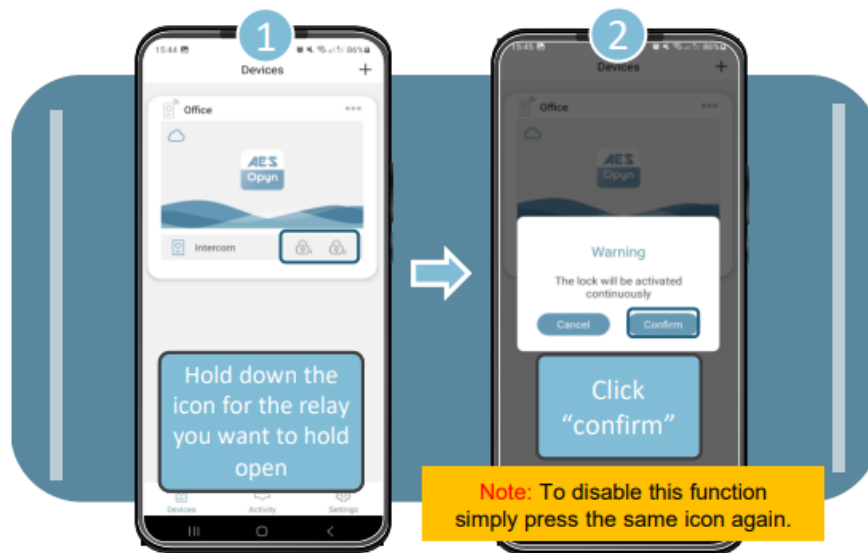 1
15:44
86%
Devices
+
Office
AES
Opyn
Intercom
Hold down the
icon for the relay
you want to hold
open
Devices
Activity
Settings
2
15:45
86%
Devices
+
Office
AES
Opyn
Warning
The lock will be activated
continuously
Cancel
Confirm
Click
“confirm”
Note: To disable this function
simply press the same icon again.